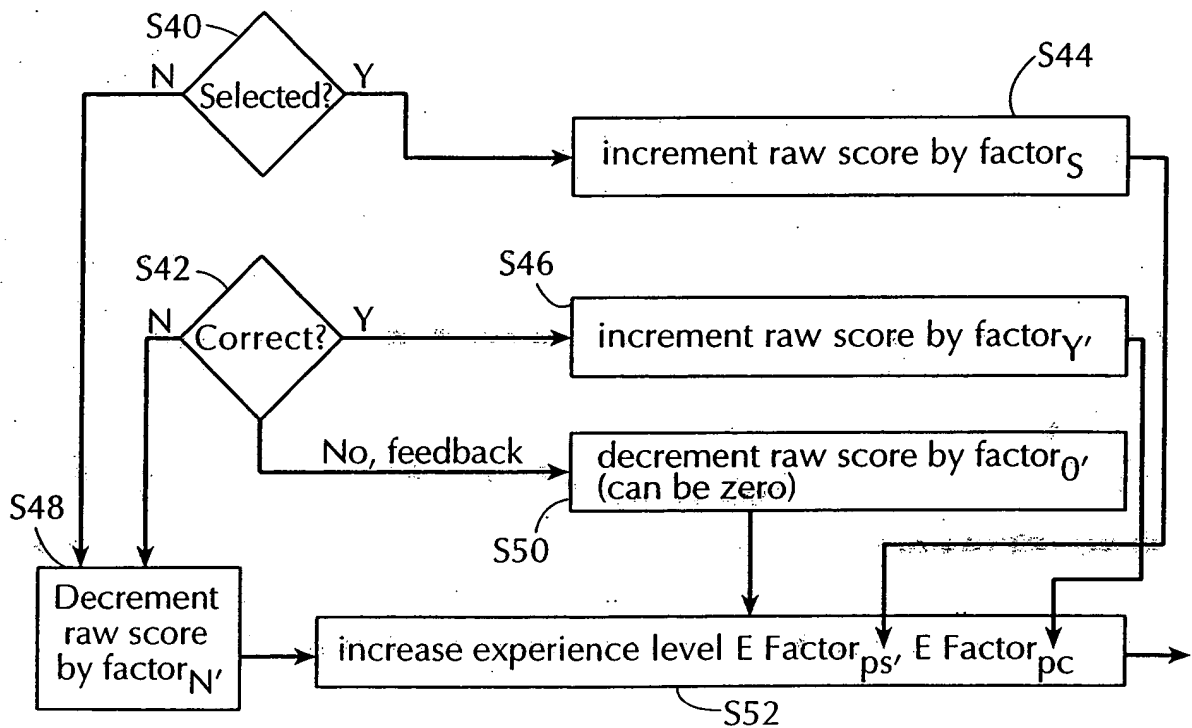 S40
N
Y
Selected?
S44
increment raw score by factorS
S42
N
Y
Correct?
S46
increment raw score by factorY'
No, feedback
decrement raw score by factor0'
(can be zero)
S50
S48
Decrement
raw score
by factorN'
increase experience level E Factorps, E Factorpc
S52